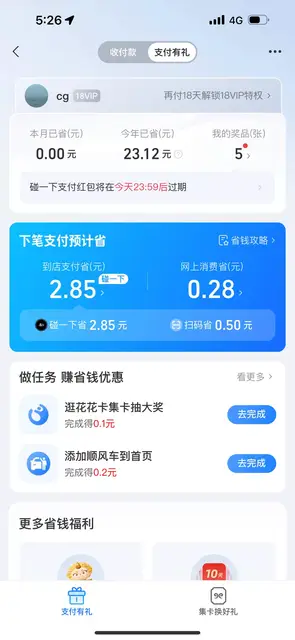 5:26
4G
收付款
支付有礼
cg
18VIP
再付18天解锁18VIP特权
本月已省(元)
今年已省(元)
我的奖品(张)
0.00 元
23.12 元
5
碰一下支付红包将在今天23:59后过期
下笔支付预计省
省钱攻略
到店支付省(元)
网上消费省(元)
碰一下
2.85
0.28
碰一下省 2.85 元
扫码省 0.50 元
做任务 赚省钱优惠
看更多
逛花花卡集卡抽大奖
完成得0.1元
去完成
添加顺风车到首页
完成得0.2元
去完成
更多省钱福利
10元
支付有礼
集卡换好礼